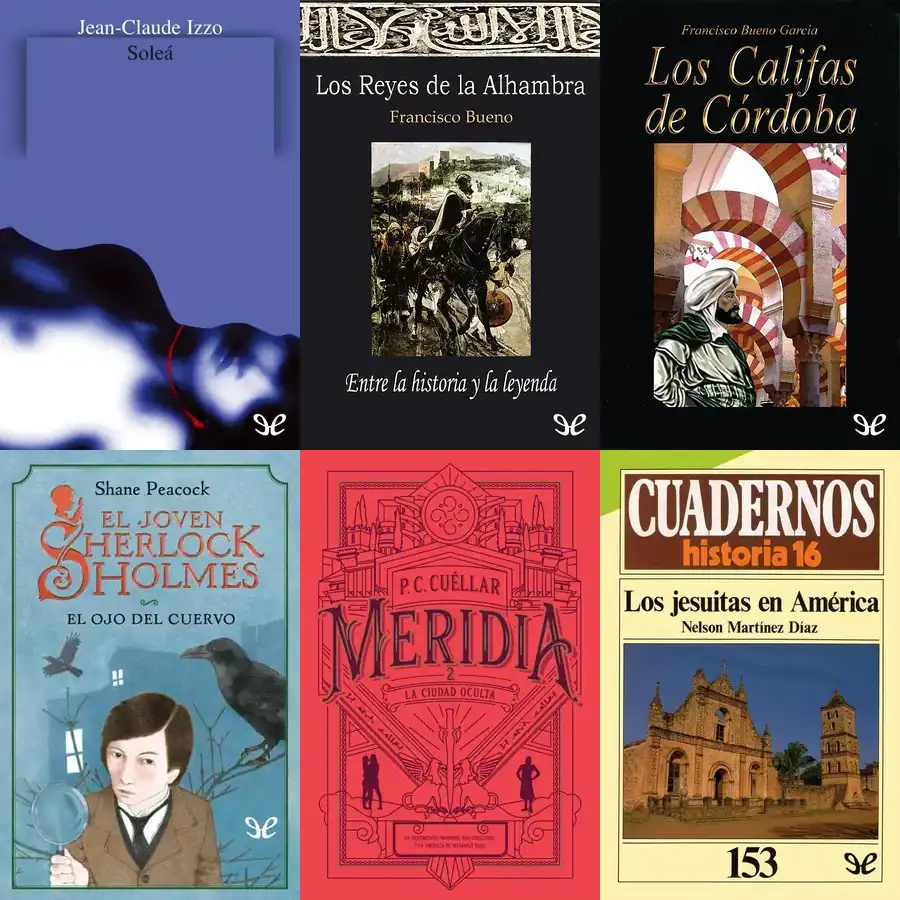 Jean-Claude Izzo
Soleá
Los Reyes de la Alhambra
Francisco Bueno
Entre la historia y la leyenda
Francisco Bueno García
Los Califas
de Córdoba
Shane Peacock
EL JOVEN
SHERLOCK
HOLMES
EL OJO DEL CUERVO
P.C. CUÉLLAR
MERIDIA
2
LA CIUDAD OCULTA
CUADERNOS
historia 16
Los jesuitas en América
Nelson Martínez Díaz
153